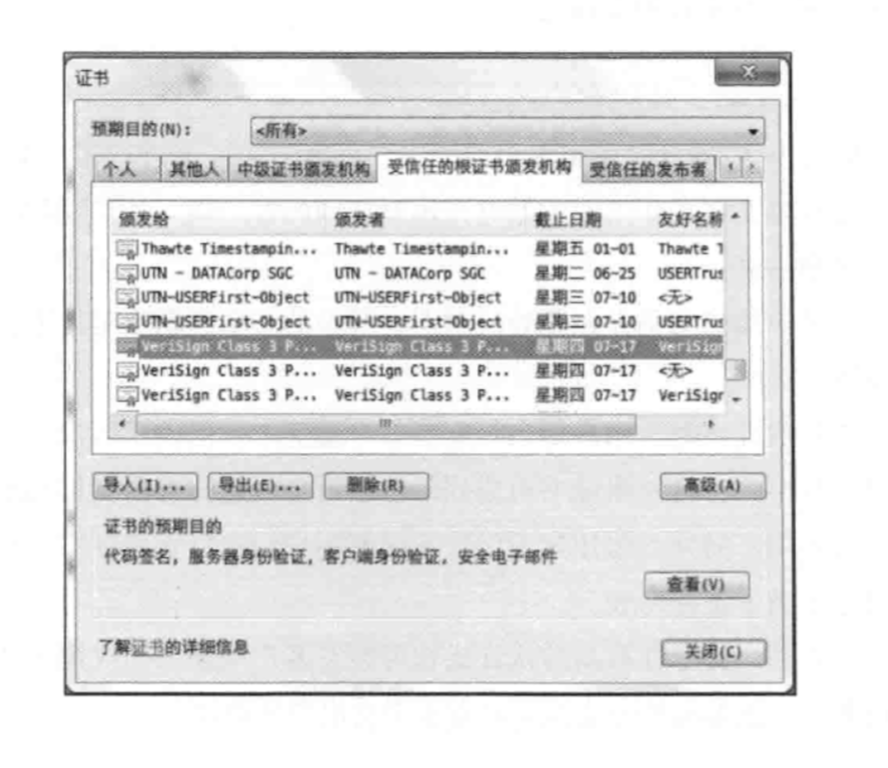 证书
预期目的(N): <所有>
个人 其他人 中级证书颁发机构 受信任的根证书颁发机构 受信任的发布者
颁发给 颁发者 截止日期 友好名称
Thawte Timestampin... Thawte Timestampin... 星期五 01-01 Thawte T
UTN - DATACorp SGC UTN - DATACorp SGC 星期二 06-25 USERTrus
UTN-USERFirst-Object UTN-USERFirst-Object 星期三 07-10 <无>
UTN-USERFirst-Object UTN-USERFirst-Object 星期三 07-10 USERTrus
VeriSign Class 3 P... VeriSign Class 3 P... 星期四 07-17 VeriSign
VeriSign Class 3 P... VeriSign Class 3 P... 星期四 07-17 <无>
VeriSign Class 3 P... VeriSign Class 3 P... 星期四 07-17 VeriSign
导入(I)... 导出(E)... 删除(R) 高级(A)
证书的预期目的
代码签名, 服务器身份验证, 客户端身份验证, 安全电子邮件
查看(V)
了解证书的详细信息 关闭(C)